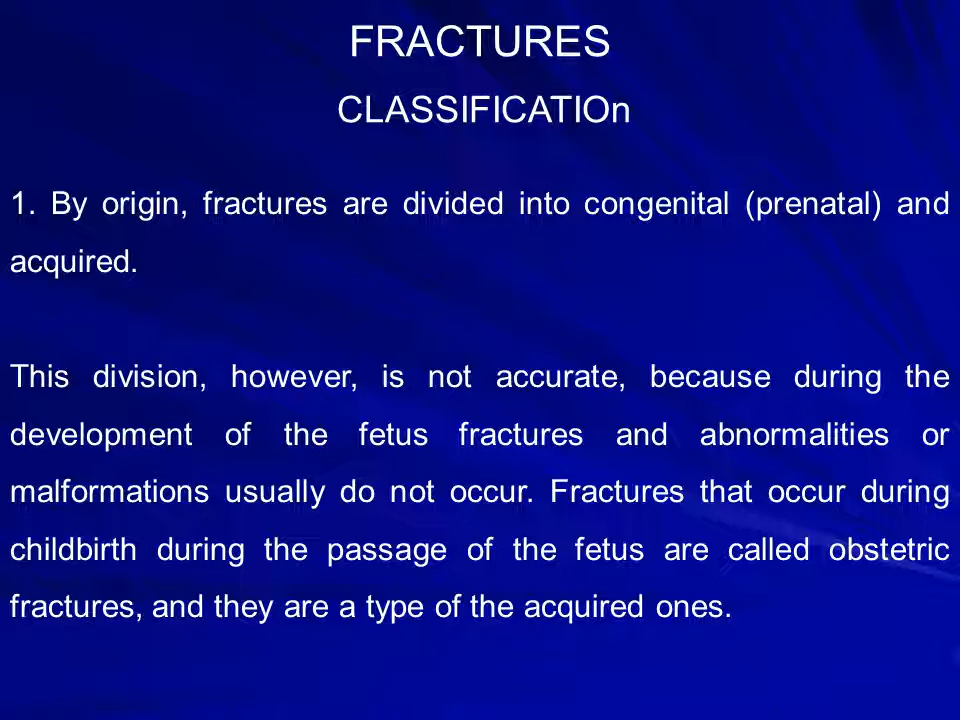 FRACTURES
CLASSIFICATIOn
1. By origin, fractures are divided into congenital (prenatal) and
acquired.
This division, however, is not accurate, because during the
development of the fetus fractures and abnormalities or
malformations usually do not occur. Fractures that occur during
childbirth during the passage of the fetus are called obstetric
fractures, and they are a type of the acquired ones.